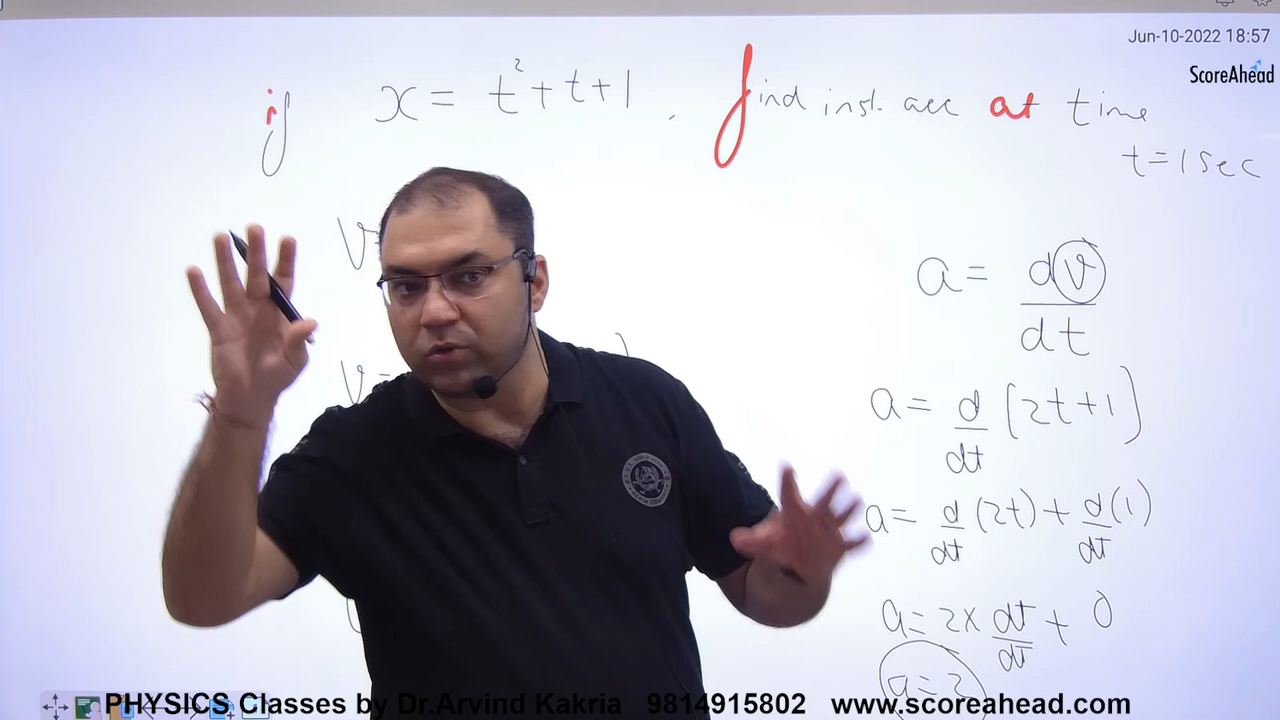 Jun-10-2022 18:57
ScoreAhead
if x = t² + t + 1, find inst. acc at time
t = 1 sec
V
a = dv/dt
V =
a = d/dt (2t+1)
a = d/dt (2t) + d/dt (1)
a = 2 x dt/dt + 0
a = 2
PHYSICS Classes by Dr.Arvind Kakria 9814915802 www.scoreahead.com